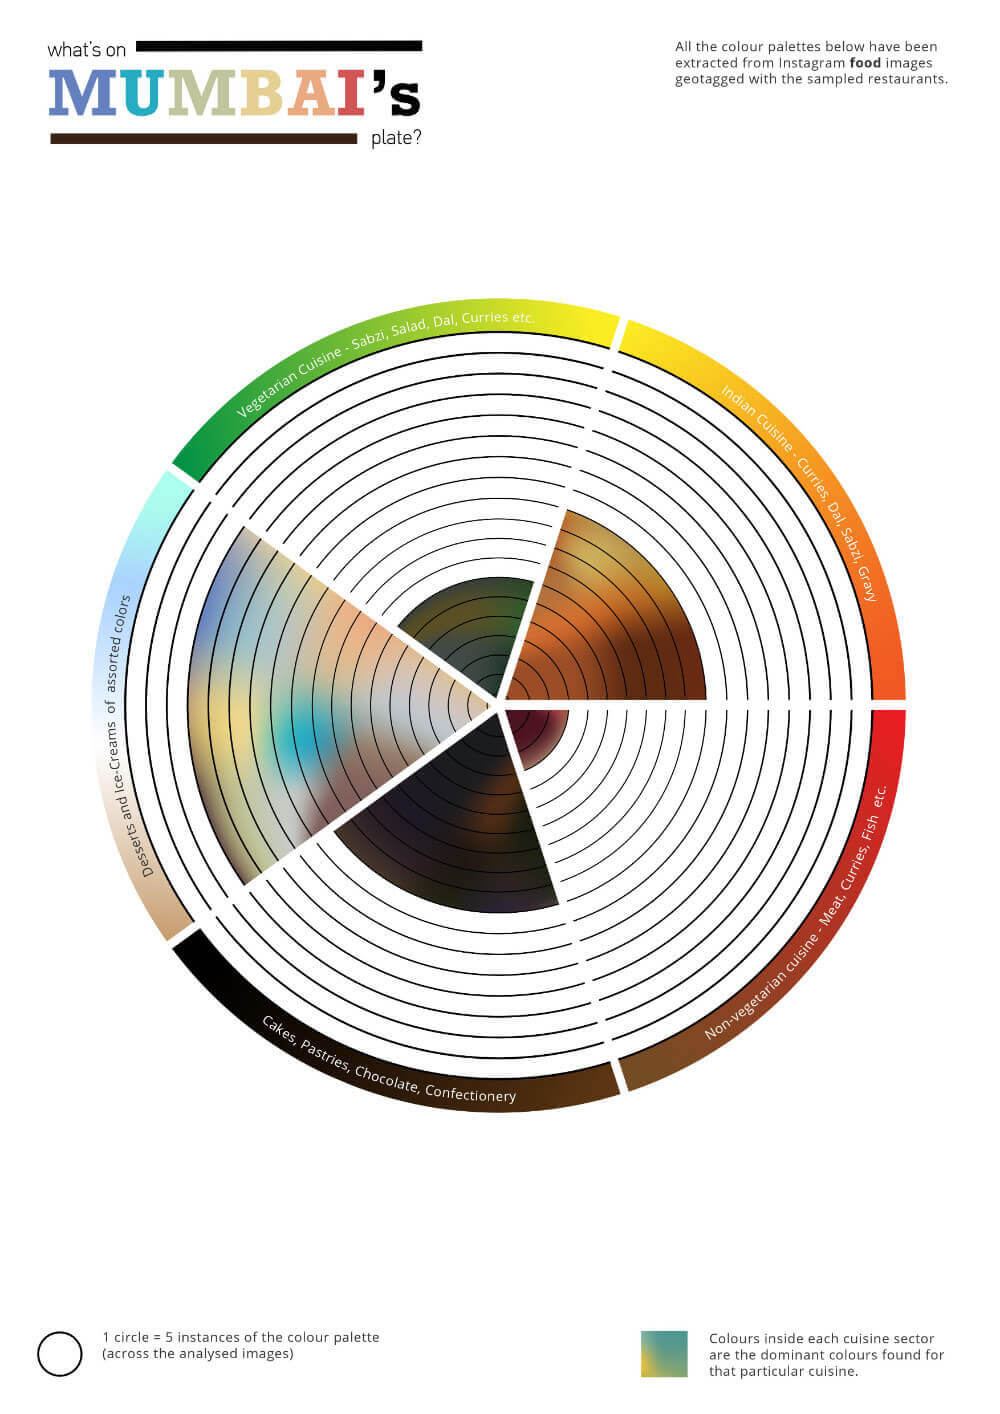 what's on
MUMBAI's
plate?
All the colour palettes below have been
extracted from Instagram food images
geotagged with the sampled restaurants.
Vegetarian Cuisine - Sabzi, Salad, Dal, Curries etc.
Indian Cuisine - Curries, Dal, Sabzi, Gravy
Desserts and Ice-Creams of assorted colors
Non-vegetarian cuisine - Meat, Curries, Fish etc.
Cakes, Pastries, Chocolate, Confectionery
1 circle = 5 instances of the colour palette
(across the analysed images)
Colours inside each cuisine sector
are the dominant colours found for
that particular cuisine.